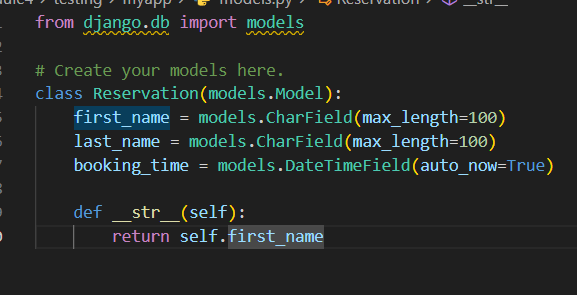 testing > myapp > models.py > Reservation > __str__
from django.db import models
# Create your models here.
class Reservation(models.Model):
first_name = models.CharField(max_length=100)
last_name = models.CharField(max_length=100)
booking_time = models.DateTimeField(auto_now=True)
def __str__(self):
return self.first_name